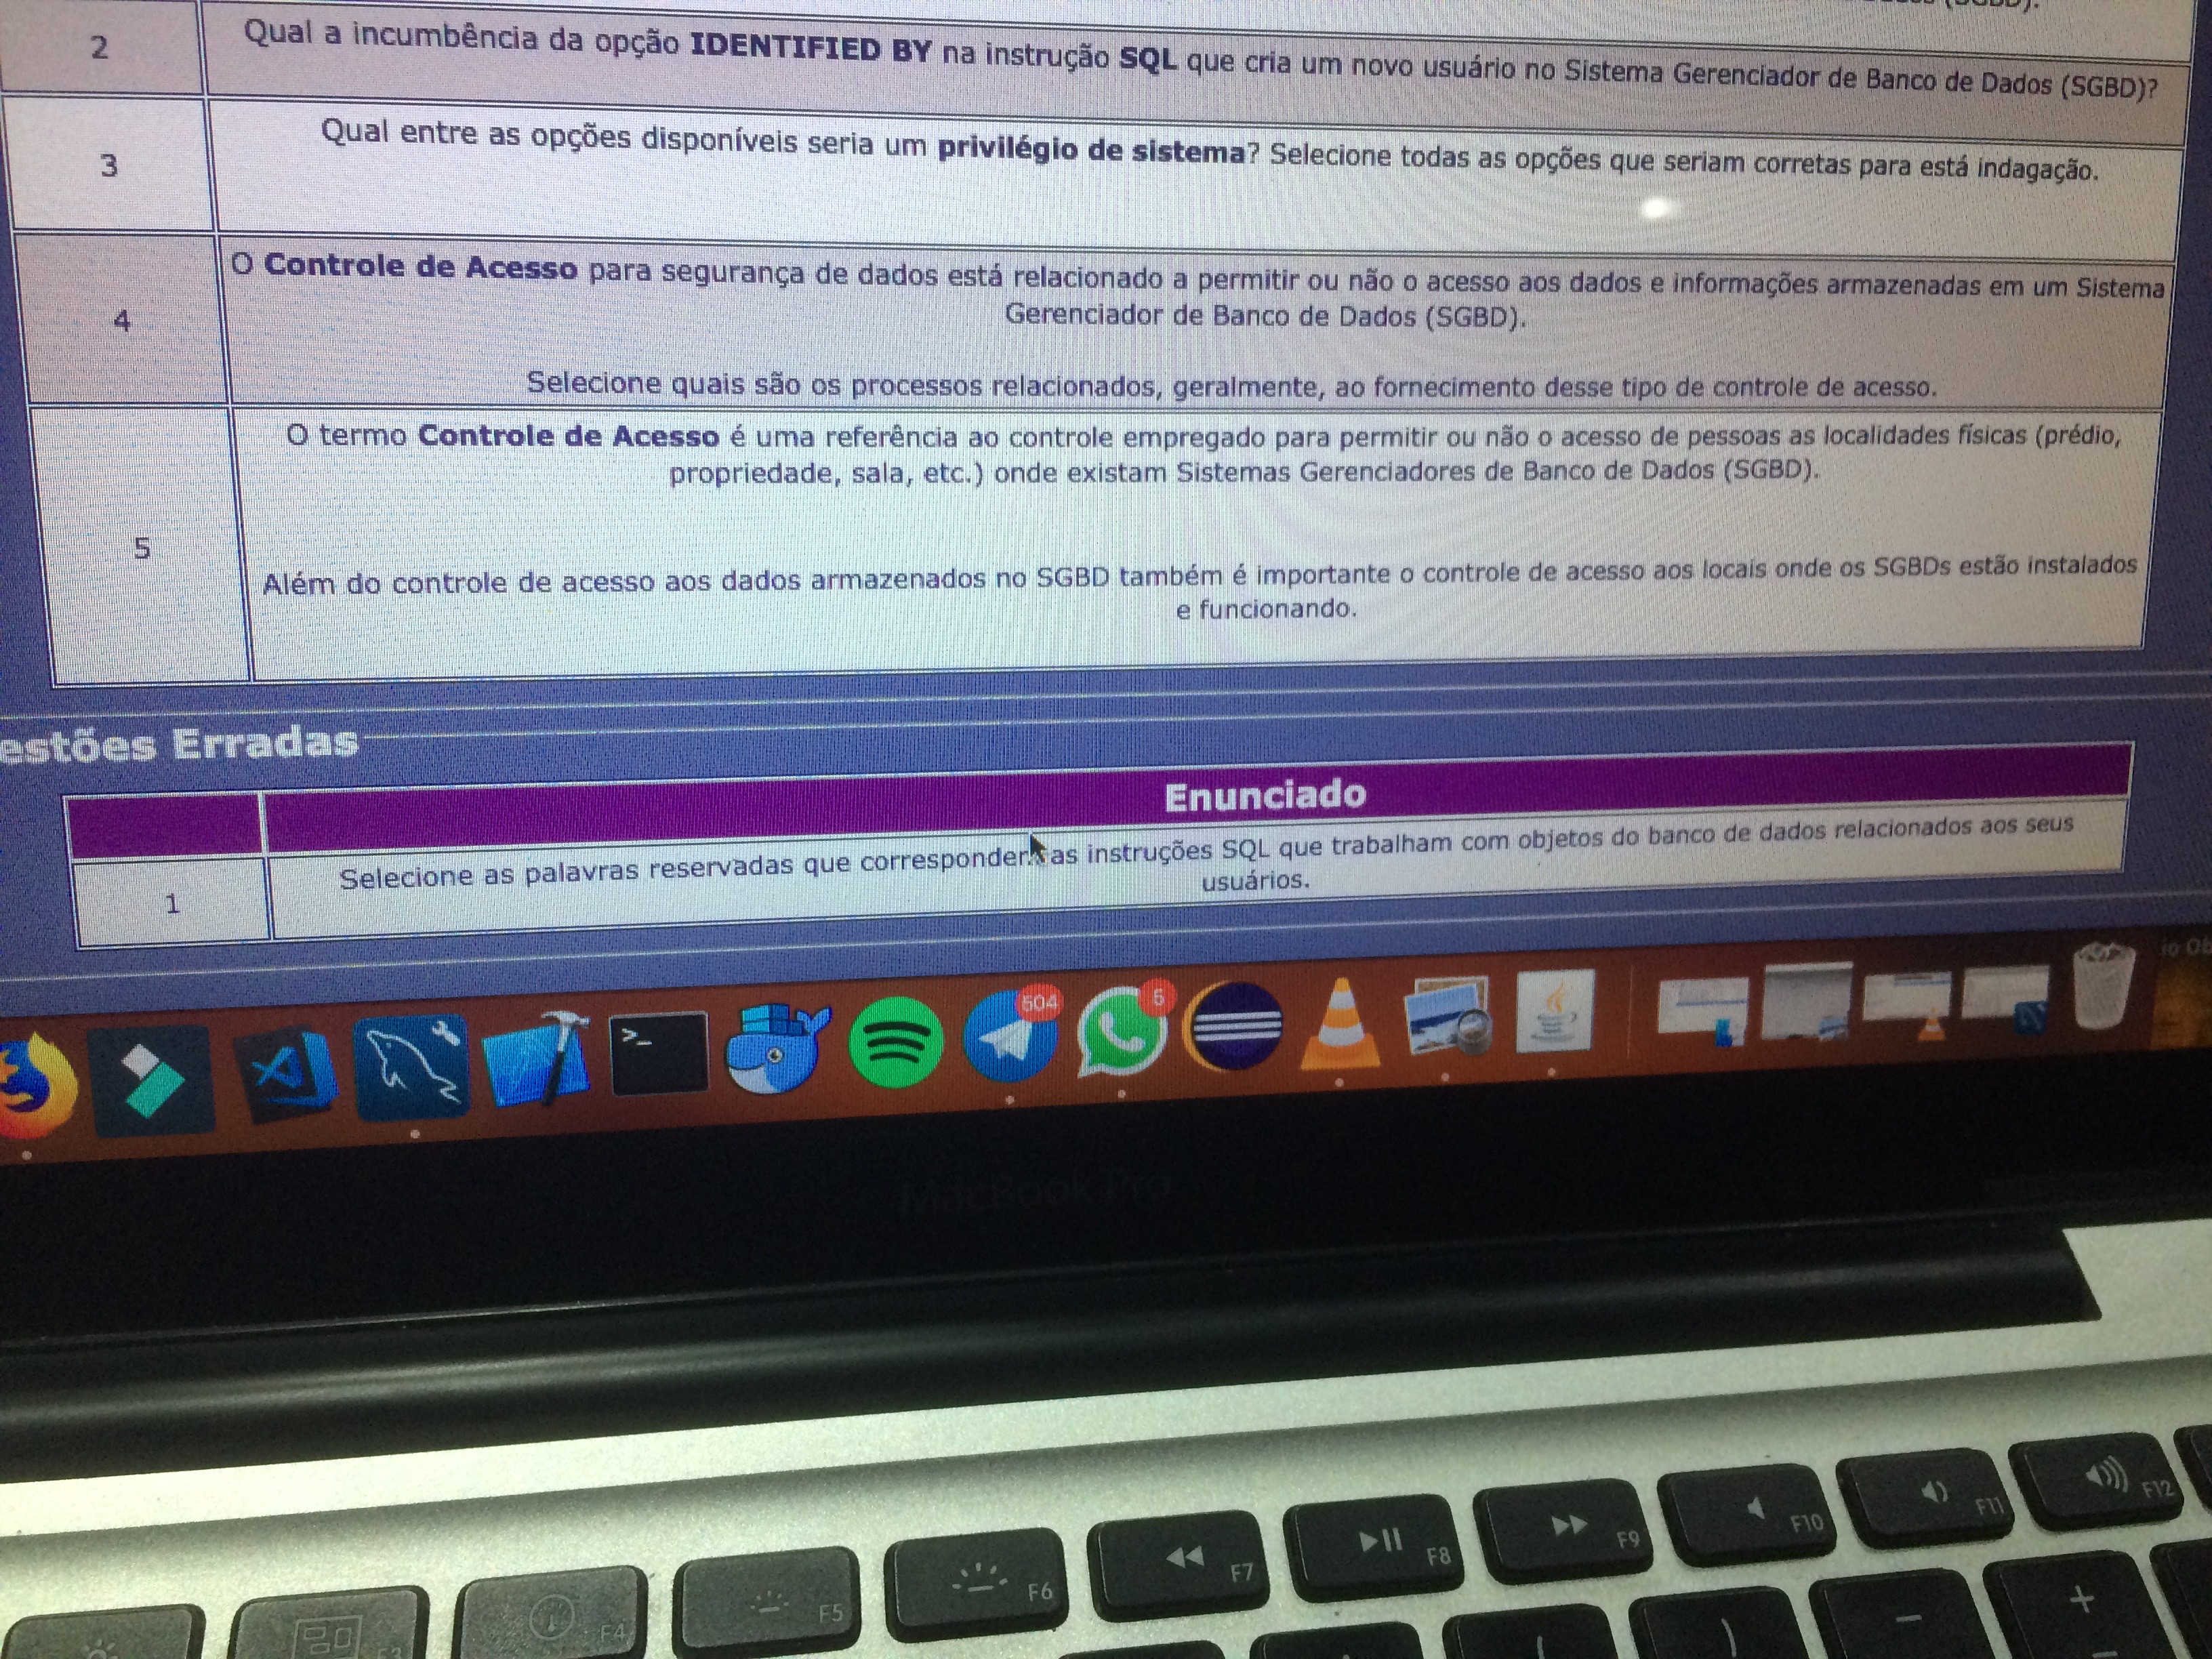 (SGBD).
2
Qual a incumbência da opção IDENTIFIED BY na instrução SQL que cria um novo usuário no Sistema Gerenciador de Banco de Dados (SGBD)?
3
Qual entre as opções disponíveis seria um privilégio de sistema? Selecione todas as opções que seriam corretas para está indagação.
4
O Controle de Acesso para segurança de dados está relacionado a permitir ou não o acesso aos dados e informações armazenadas em um Sistema
Gerenciador de Banco de Dados (SGBD).
Selecione quais são os processos relacionados, geralmente, ao fornecimento desse tipo de controle de acesso.
5
O termo Controle de Acesso é uma referência ao controle empregado para permitir ou não o acesso de pessoas as localidades físicas (prédio,
propriedade, sala, etc.) onde existam Sistemas Gerenciadores de Banco de Dados (SGBD).
Além do controle de acesso aos dados armazenados no SGBD também é importante o controle de acesso aos locais onde os SGBDs estão instalados
e funcionando.
estões Erradas
Enunciado
1
Selecione as palavras reservadas que corresponder as instruções SQL que trabalham com objetos do banco de dados relacionados aos seus
usuários.
504
5
>_
MacBook Pro
F3
F4
F5
F6
F7
F8
F9
F10
F11
F12
(
)
–
+